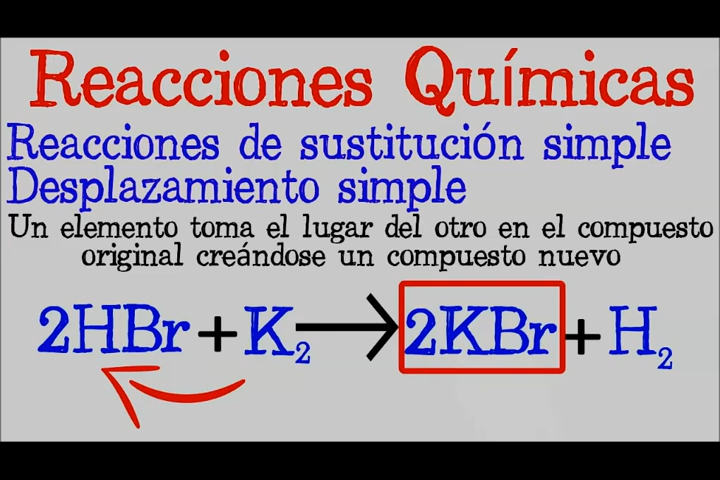 Reacciones Químicas
Reacciones de sustitución simple
Desplazamiento simple
Un elemento toma el lugar del otro en el compuesto
original creándose un compuesto nuevo
2HBr+K₂→2KBr+H₂